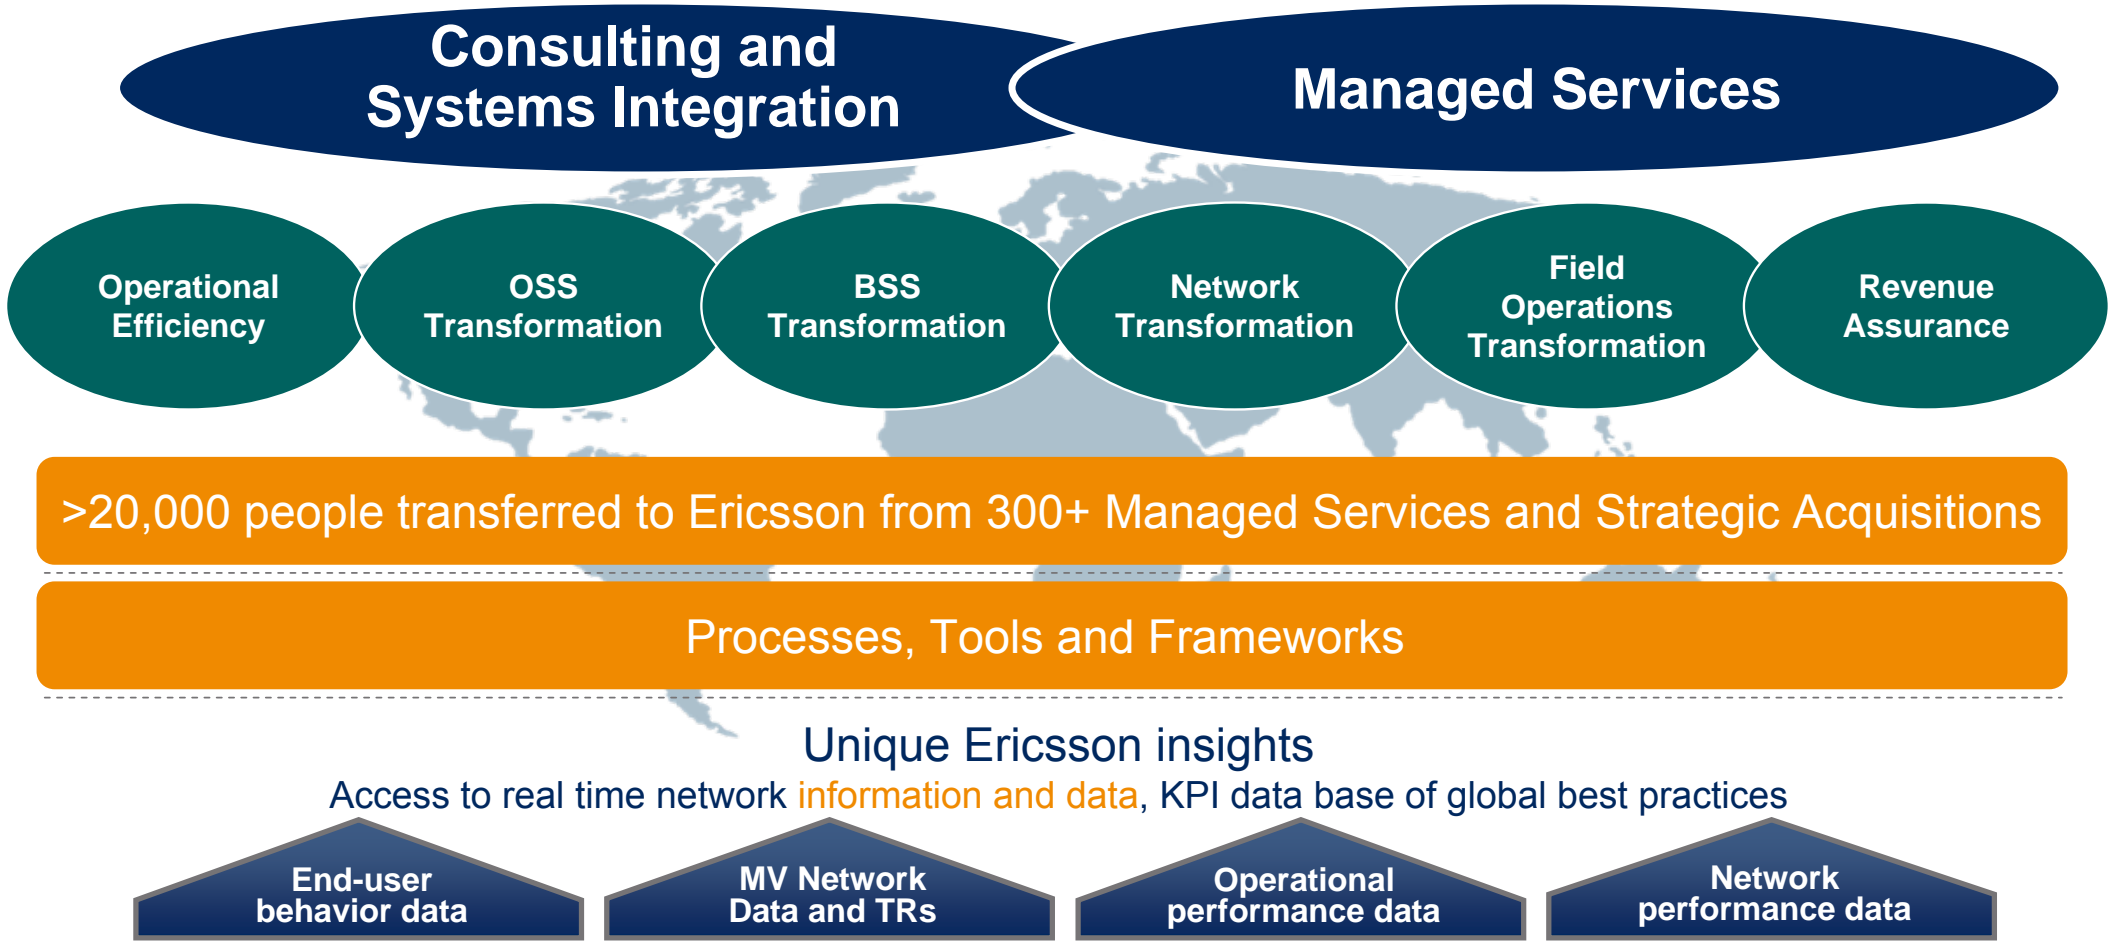 Consulting and
Systems Integration
Managed Services
Operational
Efficiency
OSS
Transformation
BSS
Transformation
Network
Transformation
Field
Operations
Transformation
Revenue
Assurance
>20,000 people transferred to Ericsson from 300+ Managed Services and Strategic Acquisitions
Processes, Tools and Frameworks
Unique Ericsson insights
Access to real time network information and data, KPI data base of global best practices
End-user
behavior data
MV Network
Data and TRs
Operational
performance data
Network
performance data